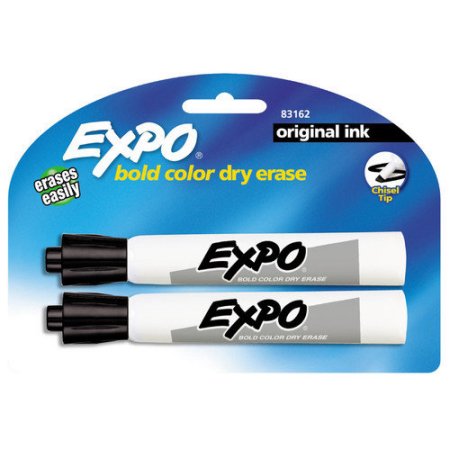 83162
EXPO®
original ink
bold color dry erase
erases
easily
Chisel
Tip
EXPO
BOLD COLOR DRY ERASE
EXPO
BOLD COLOR DRY ERASE